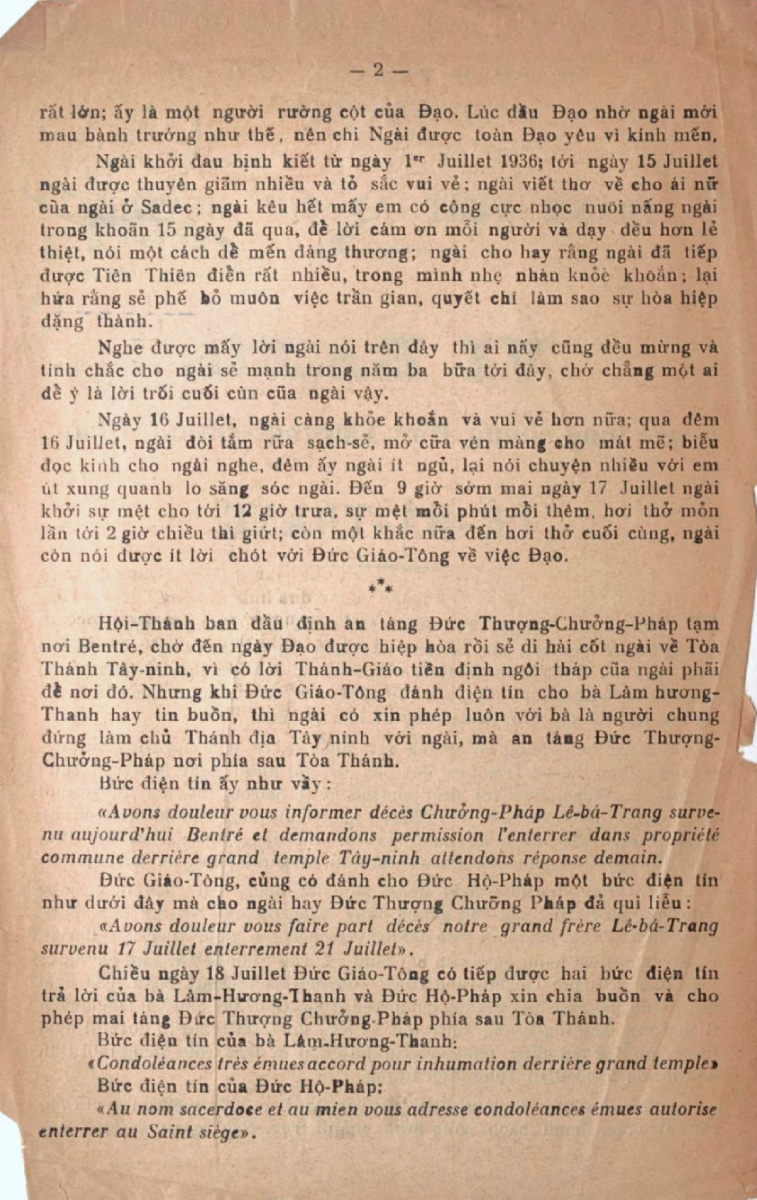 — 2 —
rất lớn; ấy là một người rường cột của Đạo. Lúc đầu Đạo nhờ ngài mới
mau bành trướng như thế, nên chi Ngài được toàn Đạo yêu vì kính mến,
Ngài khởi đau bịnh kiết từ ngày 1er Juillet 1936; tới ngày 15 Juillet
ngài được thuyên giãm nhiều và tỏ sắc vui vẻ; ngài viết thơ về cho ái nữ
của ngài ở Sadec; ngài kêu hết mấy em có công cực nhọc nuôi nấng ngài
trong khoãn 15 ngày đã qua, để lời cám ơn mỗi người và dạy dều hơn lẻ
thiệt, nói một cách dể mến đáng thương; ngài cho hay rằng ngài đã tiếp
được Tiên Thiên điển rất nhiều, trong mình nhẹ nhàn khỏe khoắn; lại
hứa rằng sẻ phế bỏ muôn việc trần gian, quyết chí làm sao sự hòa hiệp
đặng thành.
Nghe được mấy lời ngài nói trên đây thì ai nấy cũng đều mừng và
tính chắc cho ngài sẻ mạnh trong năm ba bữa tới đây, chớ chẳng một ai
để ý là lời trối cuối cùn cũa ngài vậy.
Ngày 16 Juillet, ngài càng khỏe khoắn và vui vẻ hơn nữa; qua đêm
16 Juillet, ngài đòi tắm rữa sạch-sẻ, mở cữa vén màng cho mát mẽ; biễu
đọc kinh cho ngài nghe, đêm ấy ngài ít ngủ, lại nói chuyện nhiều với em
út xung quanh lo săng sóc ngài. Đến 9 giờ sớm mai ngày 17 Juillet ngài
khởi sự mệt cho tới 12 giờ trưa, sự mệt mỗi phút mỗi thêm, hơi thở mỏn
lần tới 2 giờ chiều thì giứt; còn một khắc nữa đến hơi thở cuối cùng, ngài
còn nói được ít lời chót với Đức Giáo-Tông về việc Đạo.
***
Hội-Thánh ban đầu định an táng Đức Thượng-Chưởng-Pháp tạm
nơi Bentré, chờ đến ngày Đạo được hiệp hòa rồi sẻ di hài cốt ngài về Tòa
Thánh Tây-ninh, vì có lời Thánh-Giáo tiền định ngôi tháp của ngài phãi
để nơi đó. Nhưng khi Đức Giáo-Tông đánh điện tín cho bà Lâm hương-
Thanh hay tin buồn, thì ngài có xin phép luôn với bà là người chung
đứng làm chủ Thánh địa Tây ninh với ngài, mà an táng Đức Thượng-
Chưởng-Pháp nơi phía sau Tòa Thánh.
Bức điện tín ấy như vầy:
«Avons douleur vous informer décès Chưởng-Pháp Lê-bá-Trang surve-
nu aujourd'hui Bentré et demandons permission l'enterrer dans propriété
commune derrière grand temple Tây-ninh attendons réponse demain.
Đức Giáo-Tông, củng có đánh cho Đức Hộ-Pháp một bức điện tín
như dưới đây mà cho ngài hay Đức Thượng Chưỡng Pháp đả qui liễu:
«Avons douleur vous faire part décès notre grand frère Lê-bá-Trang
survenu 17 Juillet enterrement 21 Juillet».
Chiều ngày 18 Juillet Đức Giáo-Tông có tiếp được hai bức điện tín
trả lời của bà Lâm-Hương-Thanh và Đức Hộ-Pháp xin chia buồn và cho
phép mai táng Đức Thượng Chưởng-Pháp phía sau Tòa Thánh.
Bức điện tín của bà Lâm-Hương-Thanh:
«Condoléances très émues accord pour inhumation derrière grand temple»
Bức điện tín của Đức Hộ-Pháp:
«Au nom sacerdoce et au mien vous adresse condoléances émues autorise
enterrer au Saint siège».